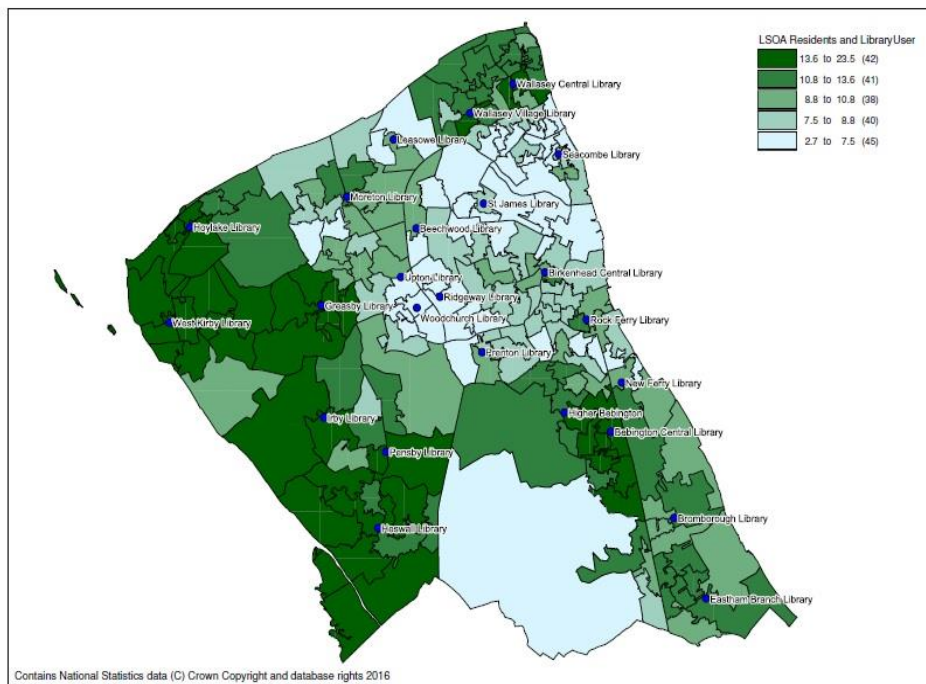 LSOA Residents and Library User
13.6 to 23.5 (42)
10.8 to 13.6 (41)
8.8 to 10.8 (38)
7.5 to 8.8 (40)
2.7 to 7.5 (45)
Wallasey Central Library
Wallasey Village Library
Leasowe Library
Seacombe Library
Moreton Library
St James Library
Hoylake Library
Beechwood Library
Birkenhead Central Library
Upton Library
Ridgeway Library
Greasby Library
Woodchurch Library
West Kirby Library
Rock Ferry Library
Prenton Library
New Ferry Library
Irby Library
Higher Bebington
Bebington Central Library
Pensby Library
Bromborough Library
Heswall Library
Eastham Branch Library
Contains National Statistics data (C) Crown Copyright and database rights 2016